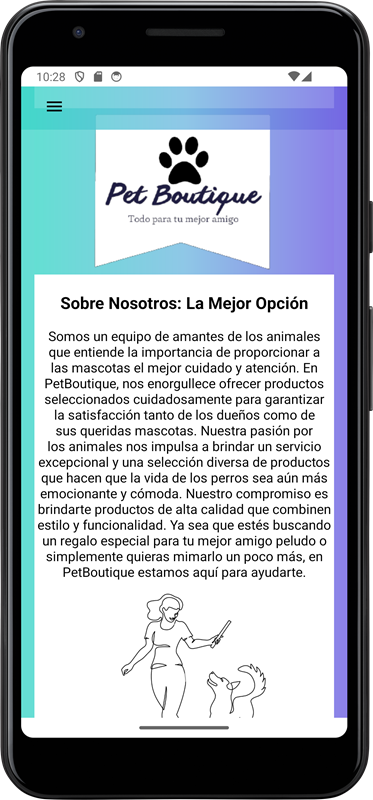 10:28
Pet Boutique
Todo para tu mejor amigo
Sobre Nosotros: La Mejor Opción
Somos un equipo de amantes de los animales
que entiende la importancia de proporcionar a
las mascotas el mejor cuidado y atención. En
PetBoutique, nos enorgullece ofrecer productos
seleccionados cuidadosamente para garantizar
la satisfacción tanto de los dueños como de
sus queridas mascotas. Nuestra pasión por
los animales nos impulsa a brindar un servicio
excepcional y una selección diversa de productos
que hacen que la vida de los perros sea aún más
emocionante y cómoda. Nuestro compromiso es
brindarte productos de alta calidad que combinen
estilo y funcionalidad. Ya sea que estés buscando
un regalo especial para tu mejor amigo peludo o
simplemente quieras mimarlo un poco más, en
PetBoutique estamos aquí para ayudarte.